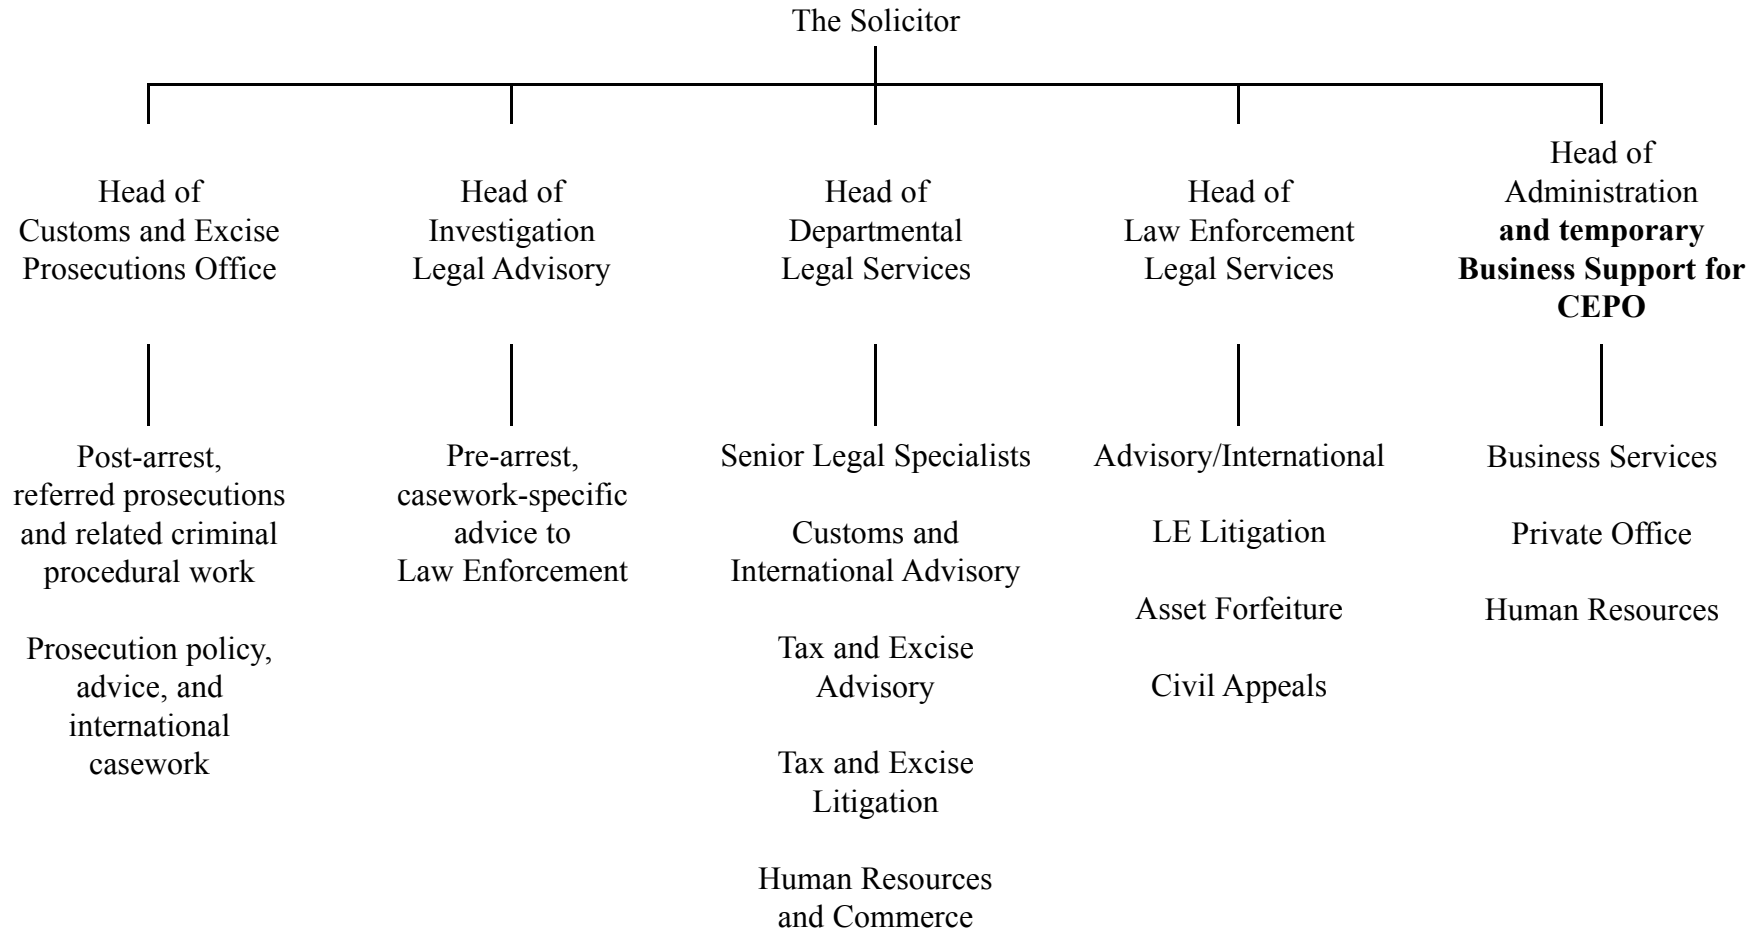 The Solicitor
Head of
Customs and Excise
Prosecutions Office
Head of
Investigation
Legal Advisory
Head of
Departmental
Legal Services
Head of
Law Enforcement
Legal Services
Head of
Administration
and temporary
Business Support for
CEPO
Post-arrest,
referred prosecutions
and related criminal
procedural work
Prosecution policy,
advice, and
international
casework
Pre-arrest,
casework-specific
advice to
Law Enforcement
Senior Legal Specialists
Customs and
International Advisory
Tax and Excise
Advisory
Tax and Excise
Litigation
Human Resources
and Commerce
Advisory/International
LE Litigation
Asset Forfeiture
Civil Appeals
Business Services
Private Office
Human Resources